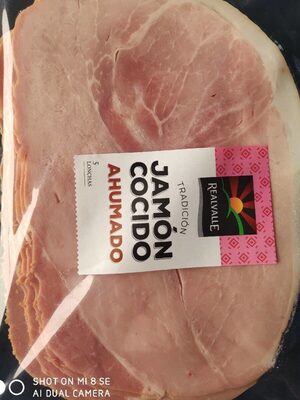 REALVALLE
TRADICIÓN
JAMÓN
COCIDO
AHUMADO
5
LONCHAS
SHOT ON MI 8 SE
AI DUAL CAMERA